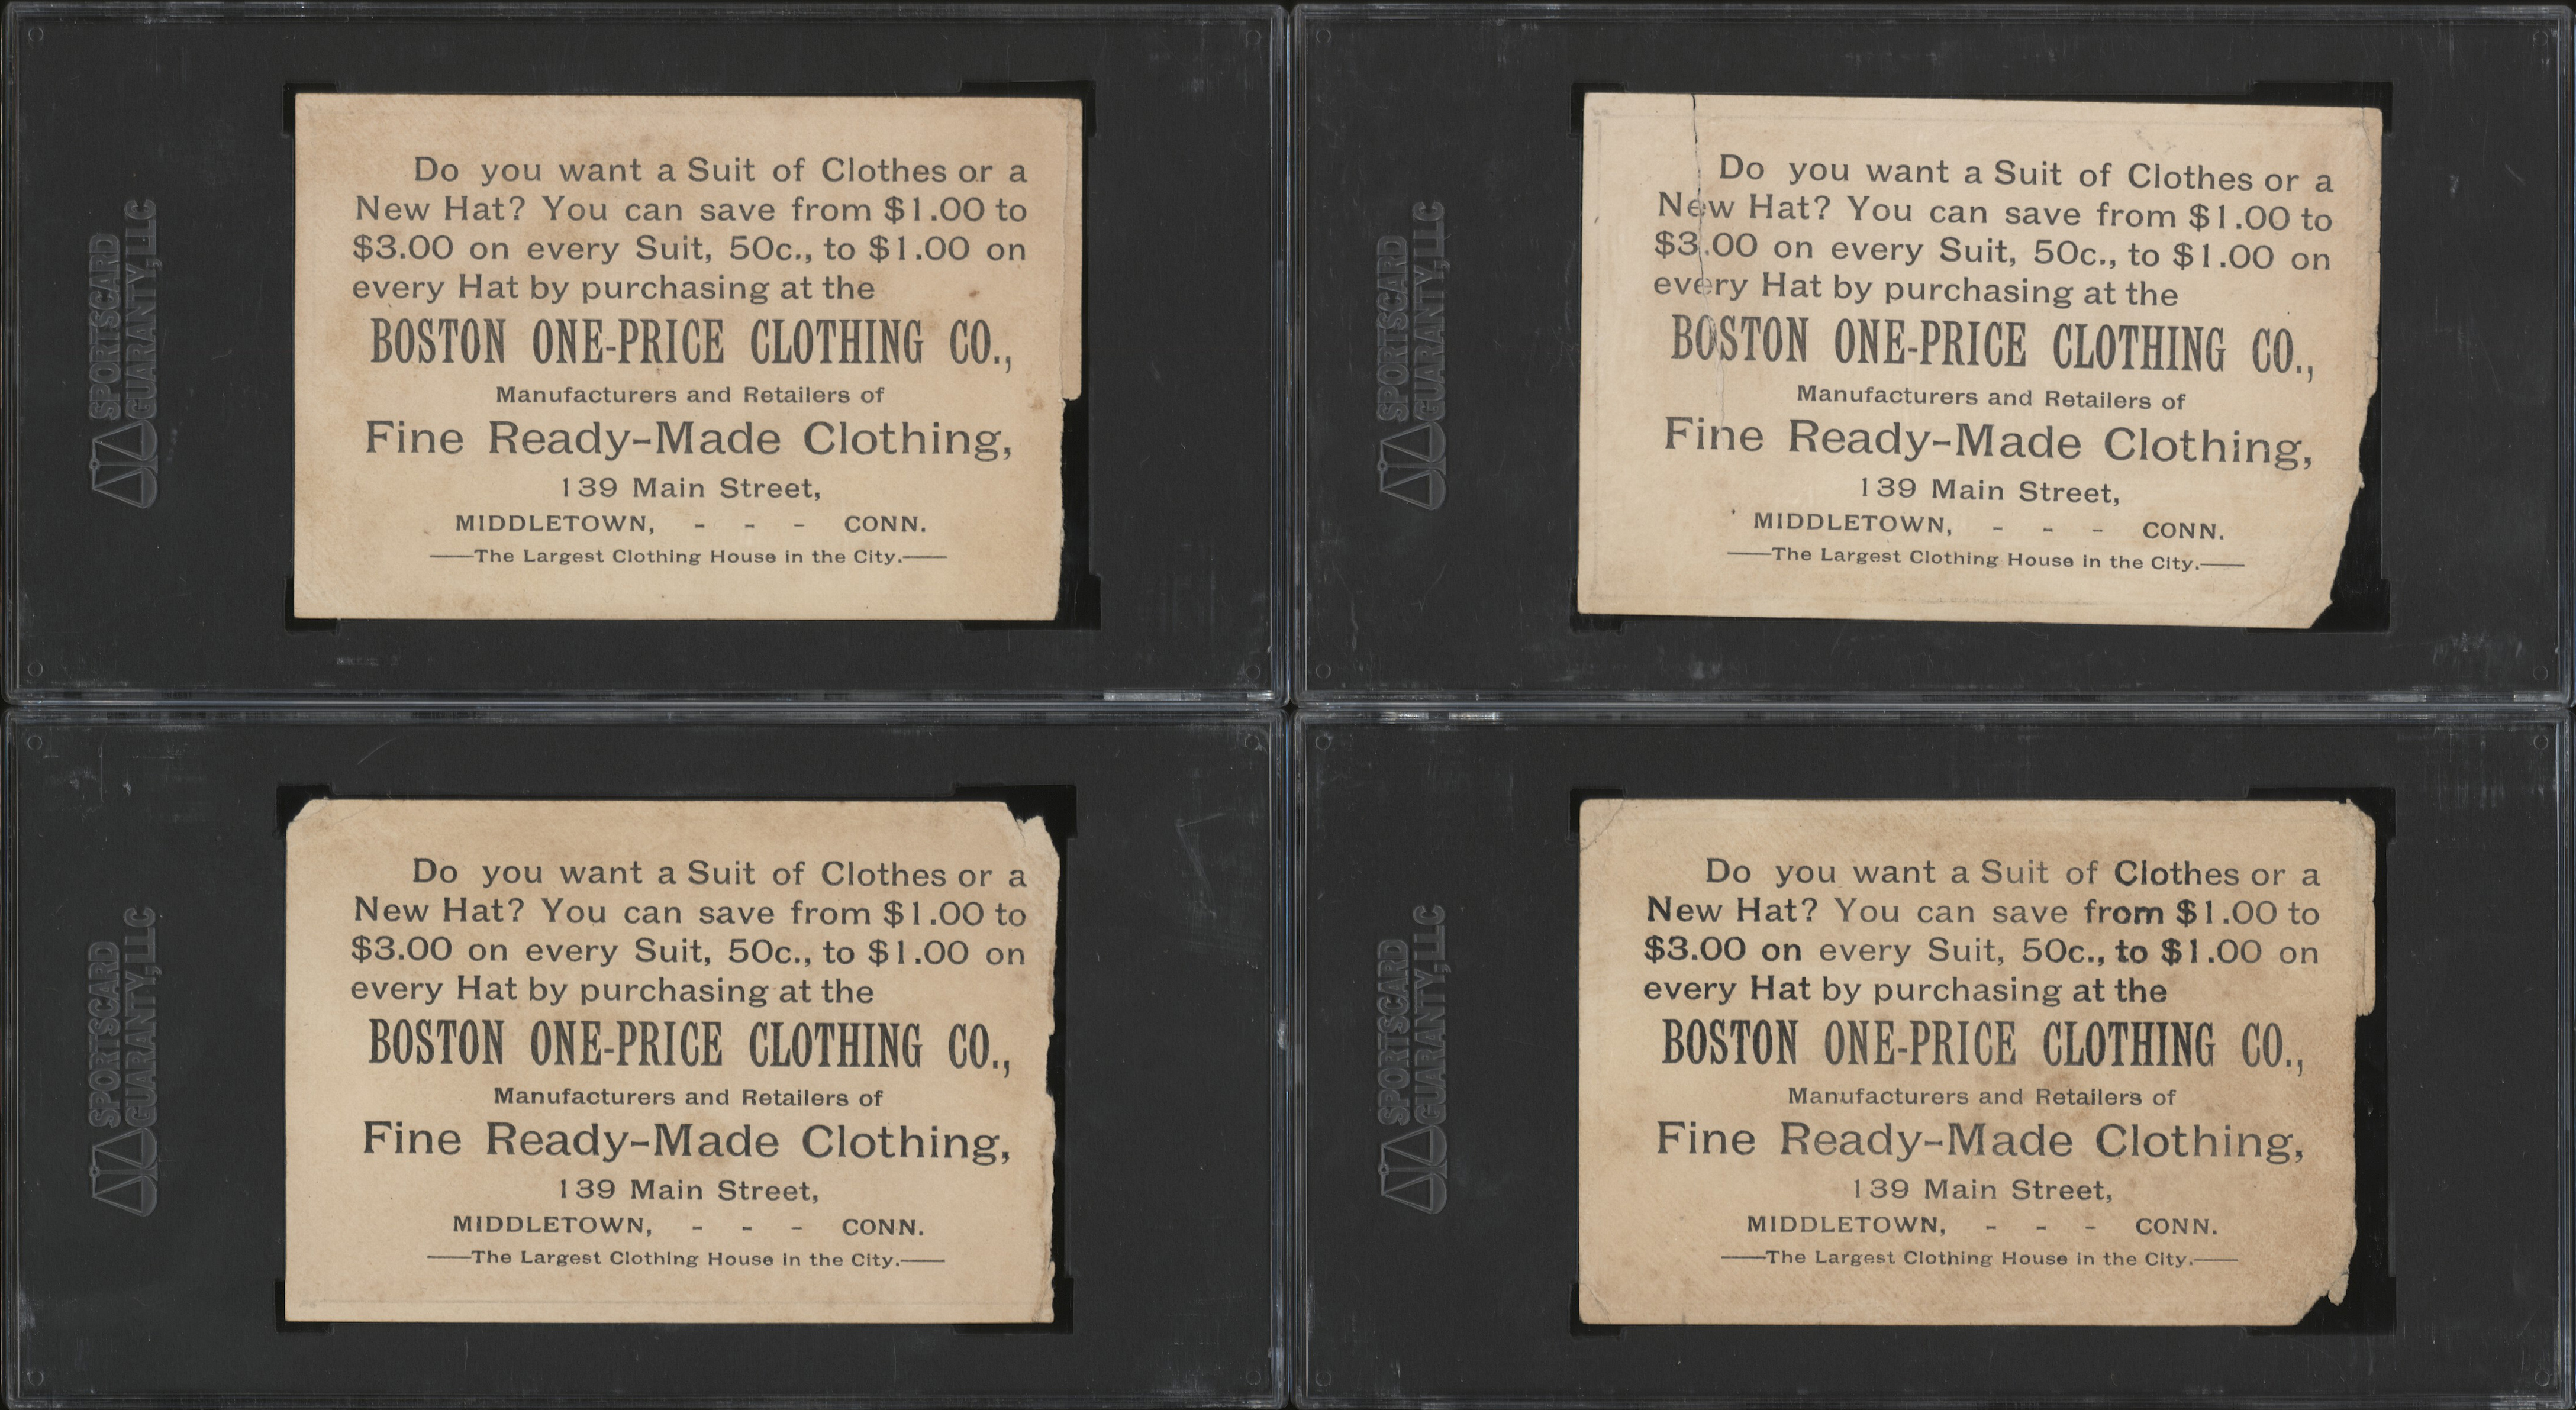 SPORTSCARD
GUARANTY, LLC
Do you want a Suit of Clothes or a
New Hat? You can save from $1.00 to
$3.00 on every Suit, 50c., to $1.00 on
every Hat by purchasing at the
BOSTON ONE-PRICE CLOTHING CO.,
Manufacturers and Retailers of
Fine Ready-Made Clothing,
139 Main Street,
MIDDLETOWN, - - - CONN.
——The Largest Clothing House in the City.——
SPORTSCARD
GUARANTY, LLC
Do you want a Suit of Clothes or a
New Hat? You can save from $1.00 to
$3.00 on every Suit, 50c., to $1.00 on
every Hat by purchasing at the
BOSTON ONE-PRICE CLOTHING CO.,
Manufacturers and Retailers of
Fine Ready-Made Clothing,
139 Main Street,
MIDDLETOWN, - - - CONN.
——The Largest Clothing House in the City.——
SPORTSCARD
GUARANTY, LLC
Do you want a Suit of Clothes or a
New Hat? You can save from $1.00 to
$3.00 on every Suit, 50c., to $1.00 on
every Hat by purchasing at the
BOSTON ONE-PRICE CLOTHING CO.,
Manufacturers and Retailers of
Fine Ready-Made Clothing,
139 Main Street,
MIDDLETOWN, - - - CONN.
——The Largest Clothing House in the City.——
SPORTSCARD
GUARANTY, LLC
Do you want a Suit of Clothes or a
New Hat? You can save from $1.00 to
$3.00 on every Suit, 50c., to $1.00 on
every Hat by purchasing at the
BOSTON ONE-PRICE CLOTHING CO.,
Manufacturers and Retailers of
Fine Ready-Made Clothing,
139 Main Street,
MIDDLETOWN, - - - CONN.
——The Largest Clothing House in the City.——